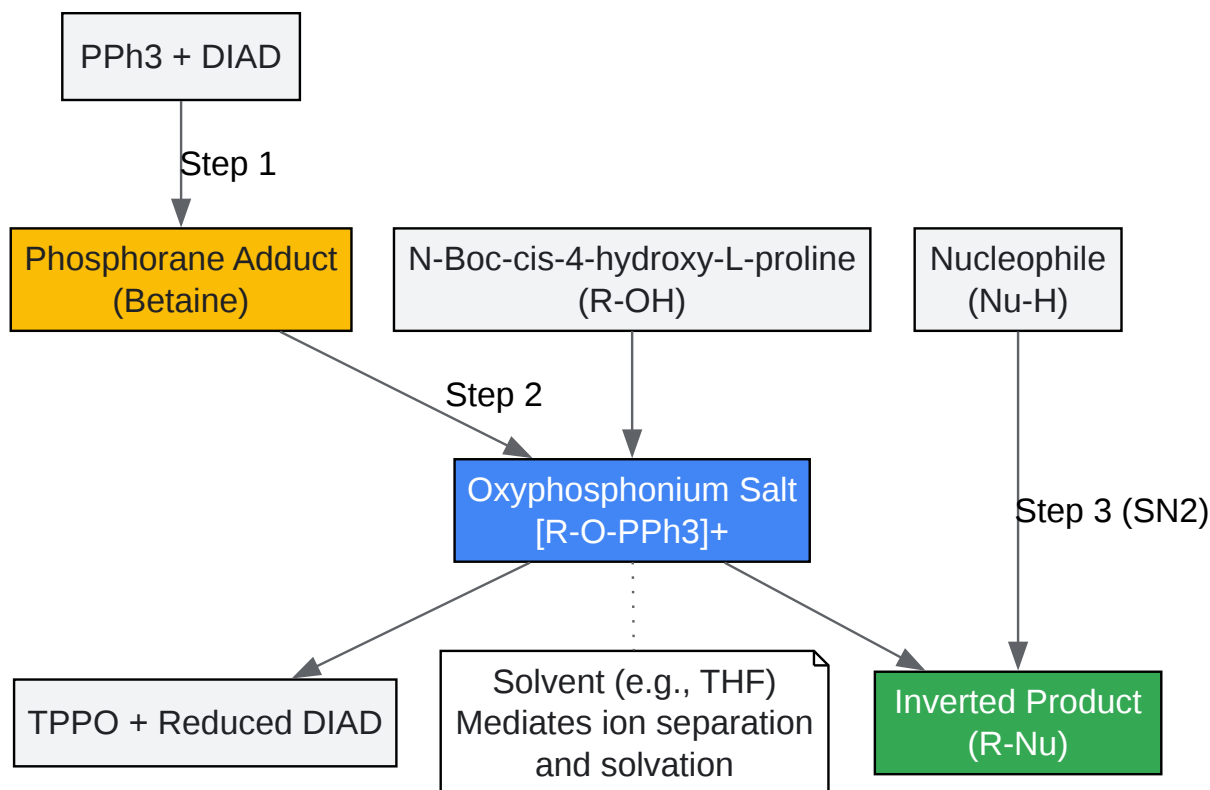 PPh3 + DIAD
Step 1
Phosphorane Adduct
(Betaine)
N-Boc-cis-4-hydroxy-L-proline
(R-OH)
Nucleophile
(Nu-H)
Step 2
Oxyphosphonium Salt
[R-O-PPh3]+
Step 3 (SN2)
TPPO + Reduced DIAD
Solvent (e.g., THF)
Mediates ion separation
and solvation
Inverted Product
(R-Nu)